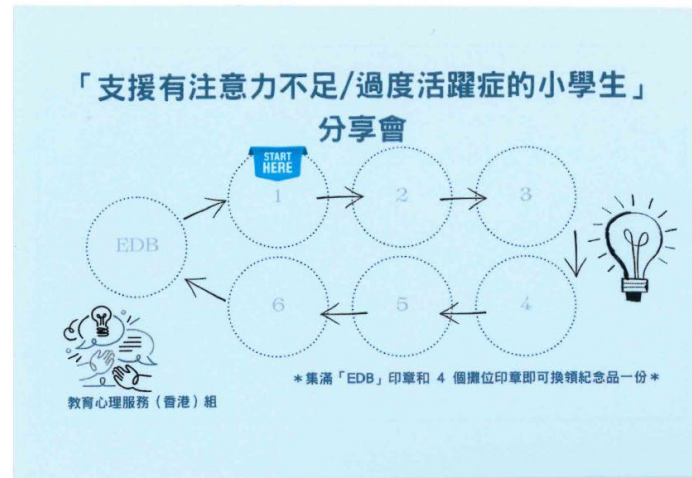 「支援有注意力不足/過度活躍症的小學生」
分享會
START
HERE
1
2
3
EDB
6
5
4
*集滿「EDB」印章和 4 個攤位印章即可換領紀念品一份*
教育心理服務（香港）組